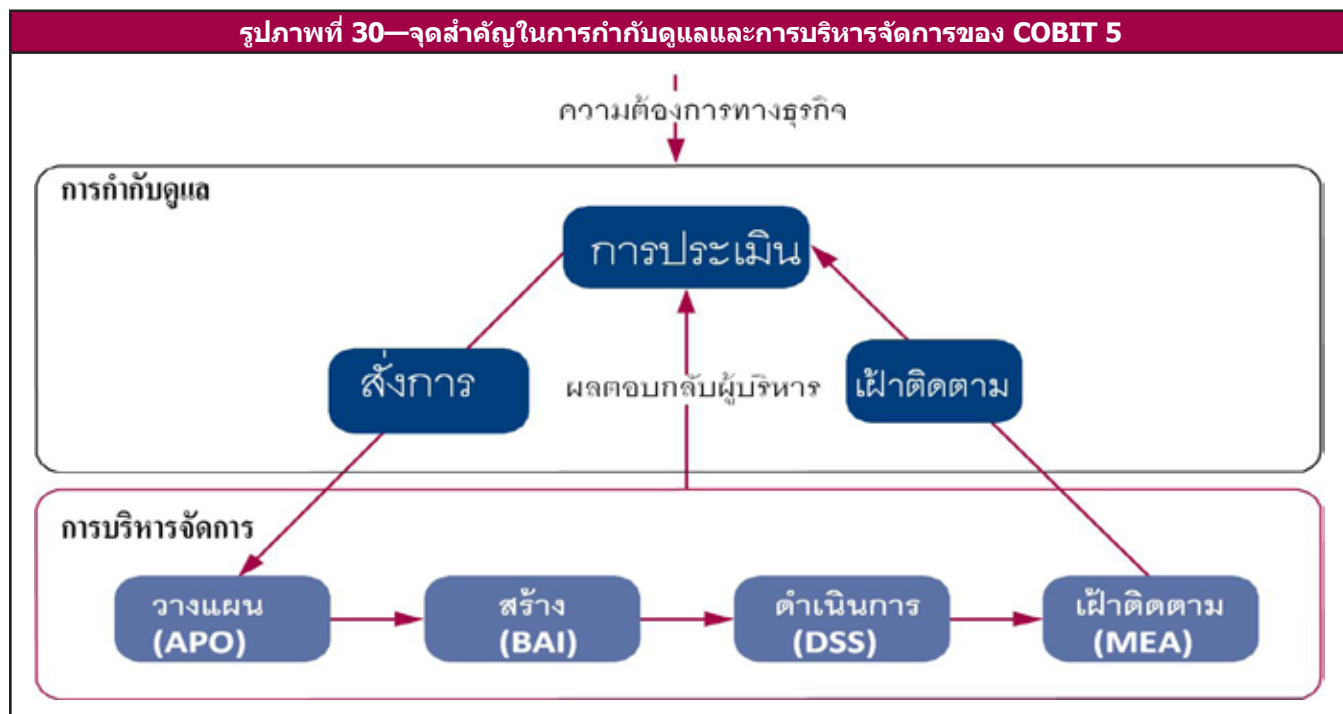 รูปภาพที่ 30—จุดสำคัญในการกำกับดูแลและการบริหารจัดการของ COBIT 5
ความต้องการทางธุรกิจ
การกำกับดูแล
การประเมิน
สั่งการ
ผลตอบกลับผู้บริหาร
เฝ้าติดตาม
การบริหารจัดการ
วางแผน
(APO)
สร้าง
(BAI)
ดำเนินการ
(DSS)
เฝ้าติดตาม
(MEA)